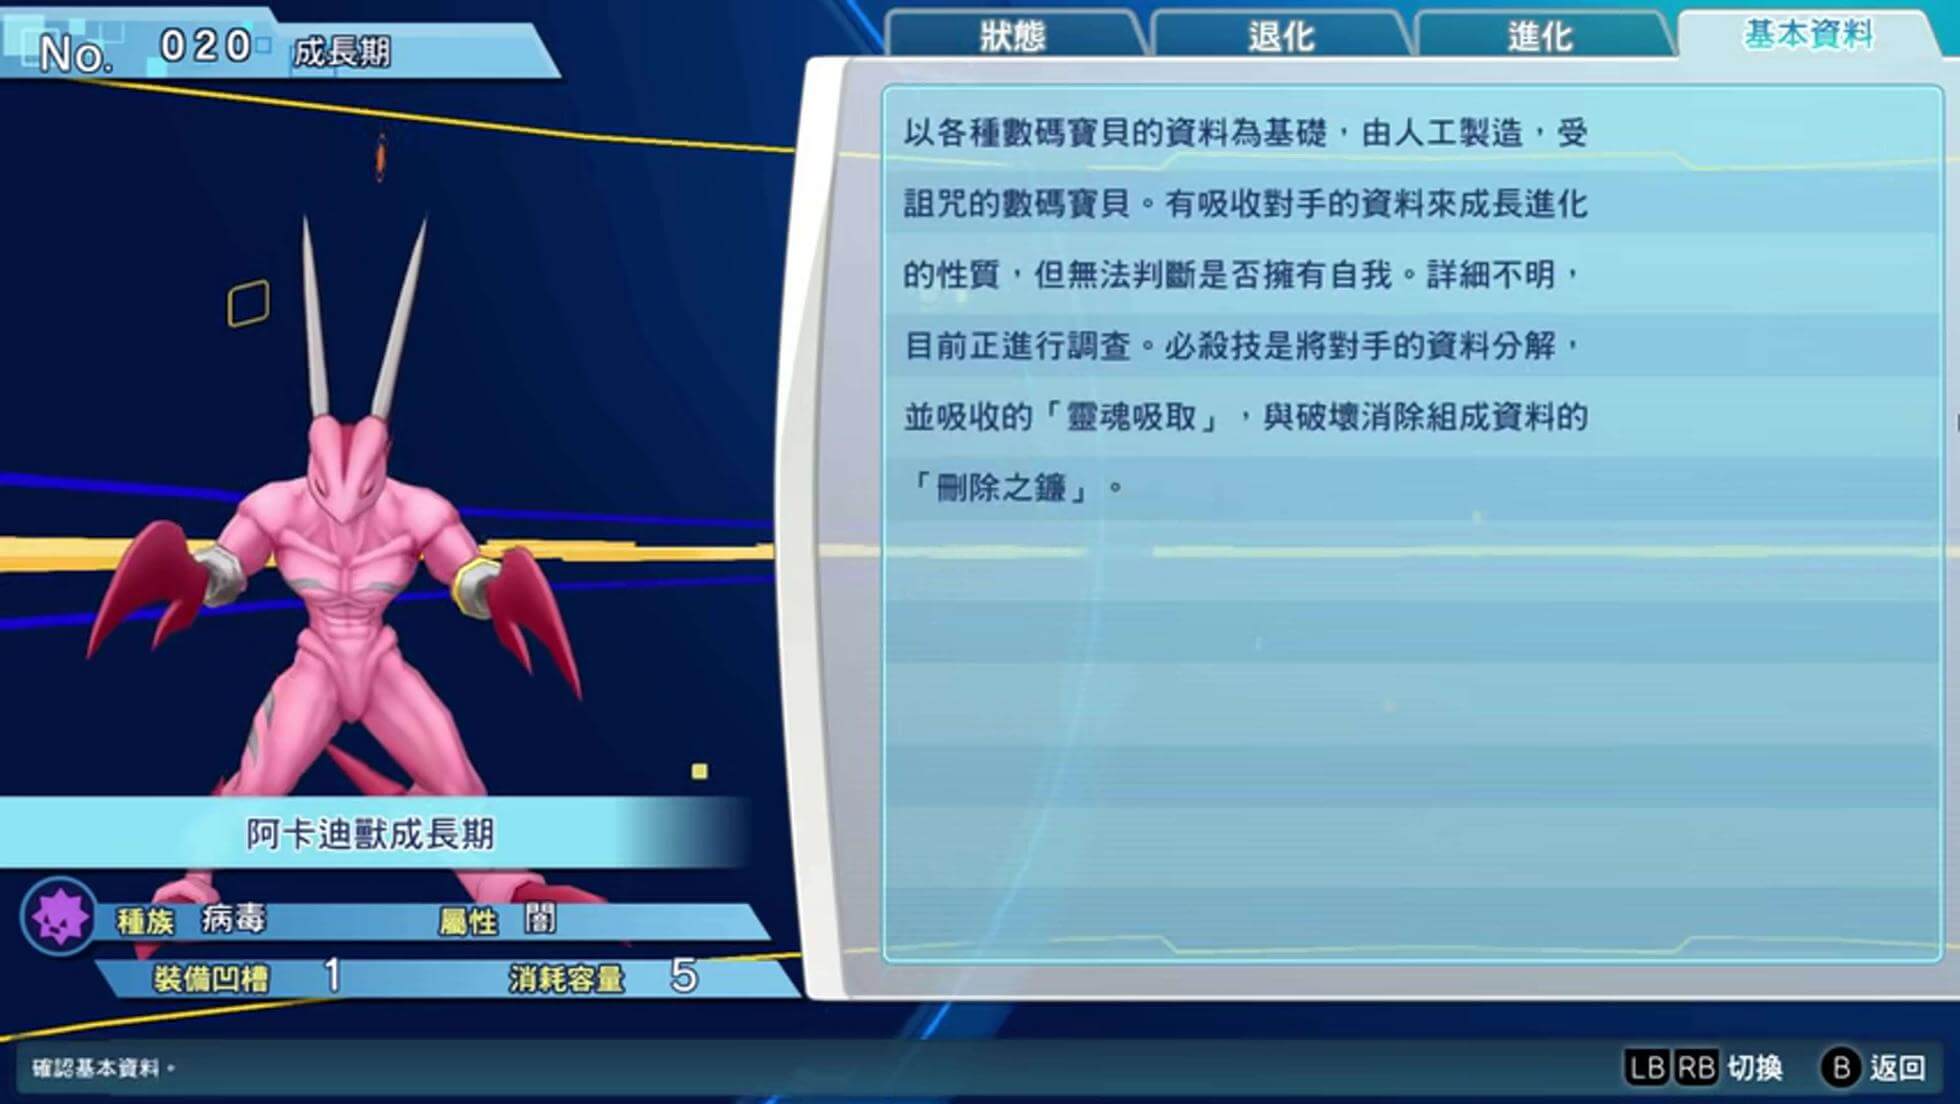 No. 020 成長期
狀態 退化 進化 基本資料
以各種數碼寶貝的資料為基礎，由人工製造，受
詛咒的數碼寶貝。有吸收對手的資料來成長進化
的性質，但無法判斷是否擁有自我。詳細不明，
目前正進行調查。必殺技是將對手的資料分解，
並吸收的「靈魂吸取」，與破壞消除組成資料的
「刪除之鐮」。
阿卡迪獸成長期
種族 病毒 屬性 闇
裝備凹槽 1 消耗容量 5
確認基本資料。
LB RB 切換 B 返回